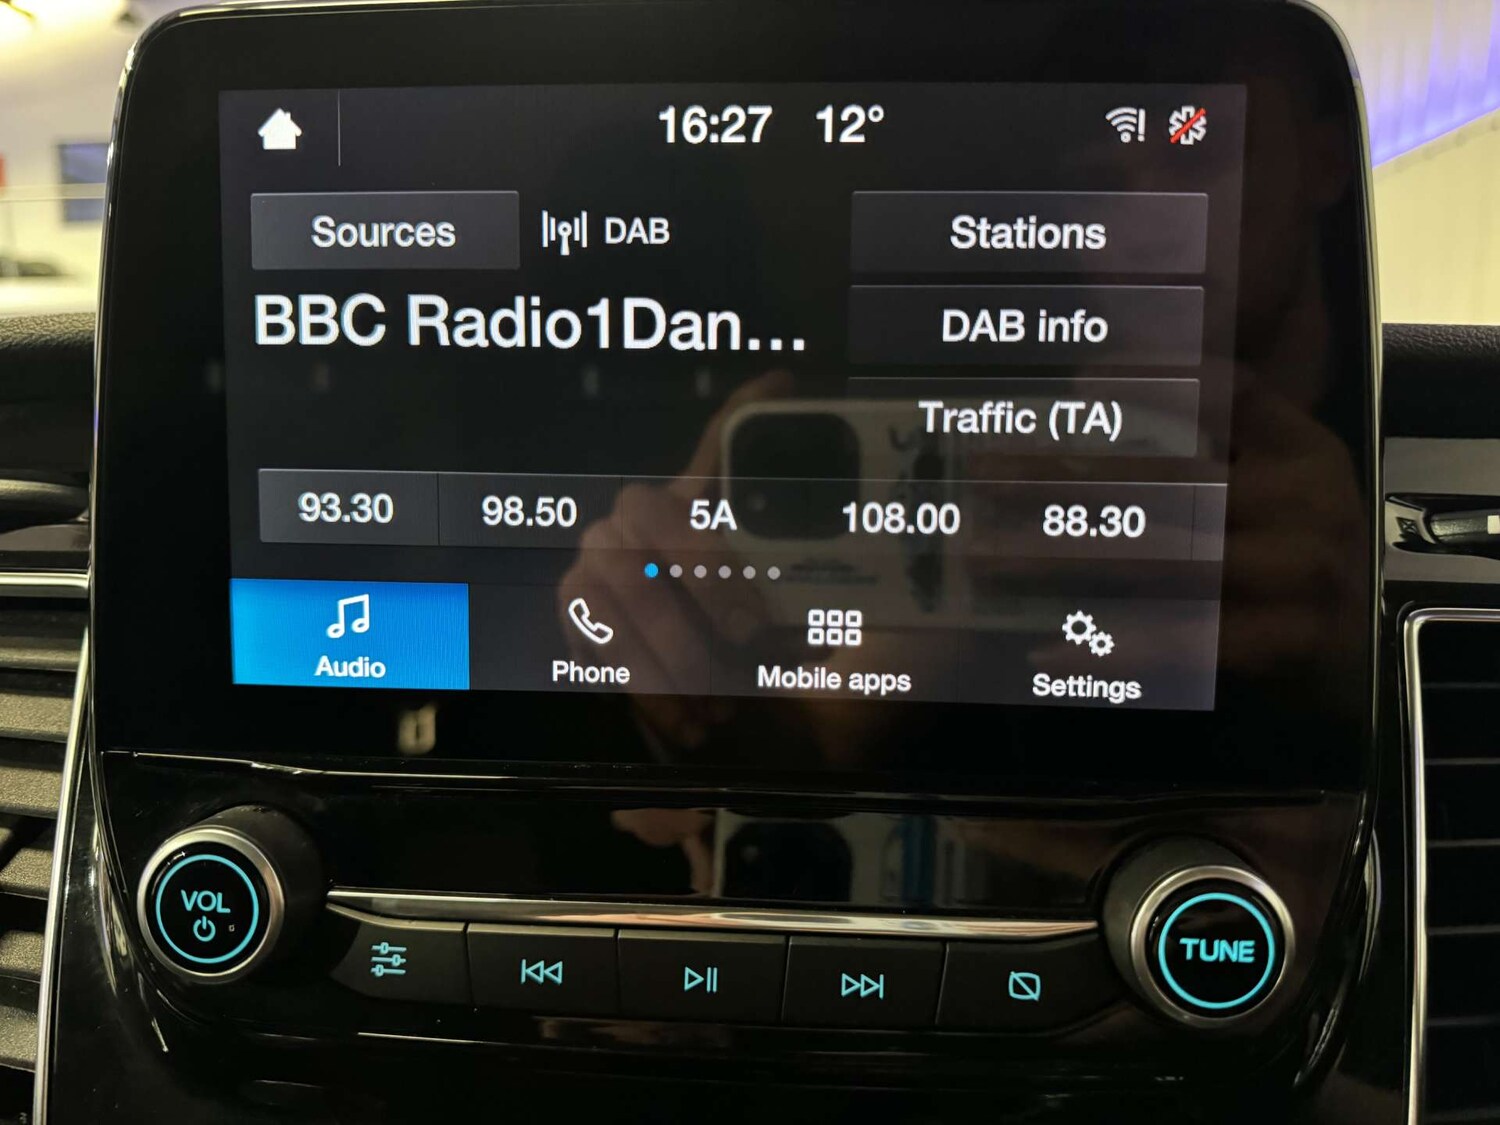 16:27 12°
Sources DAB Stations
BBC Radio1Dan...
DAB info
Traffic (TA)
93.30 98.50 5A 108.00 88.30
Audio Phone Mobile apps Settings
VOL
TUNE